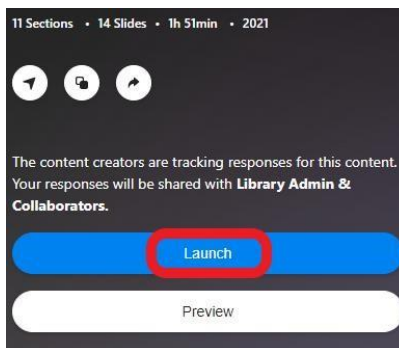 11 Sections • 14 Slides • 1h 51min • 2021
The content creators are tracking responses for this content.
Your responses will be shared with Library Admin &
Collaborators.
Launch
Preview